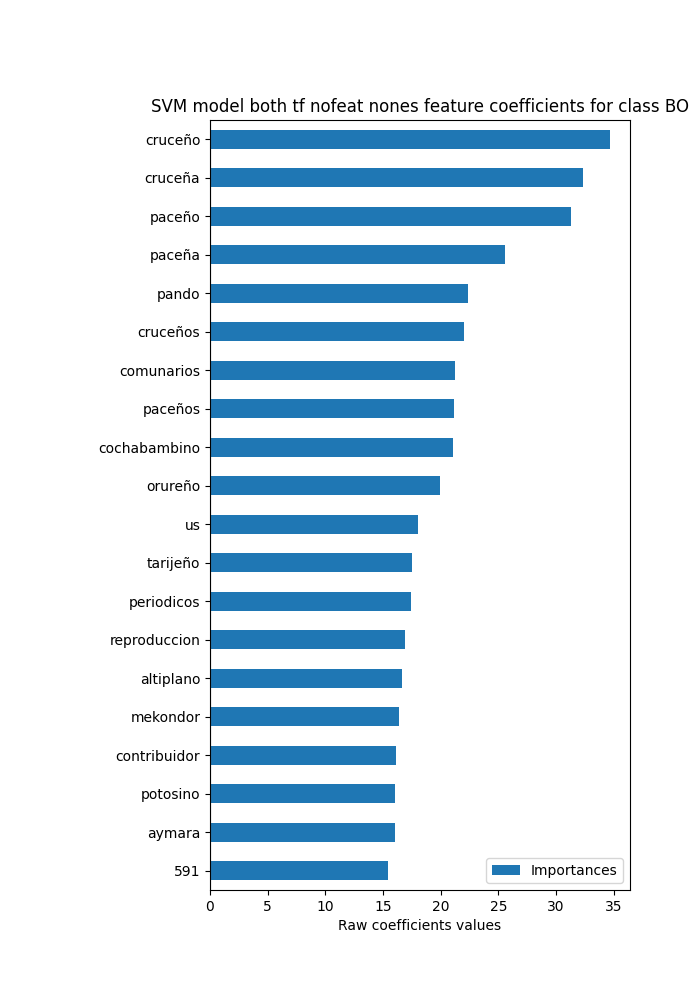 SVM model both tf nofeat nones feature coefficients for class BO
cruceño
cruceña
paceño
paceña
pando
cruceños
comunarios
paceños
cochabambino
orureño
us
tarijeño
periodicos
reproduccion
altiplano
mekondor
contribuidor
potosino
aymara
591
Importances
0 5 10 15 20 25 30 35
Raw coefficients values